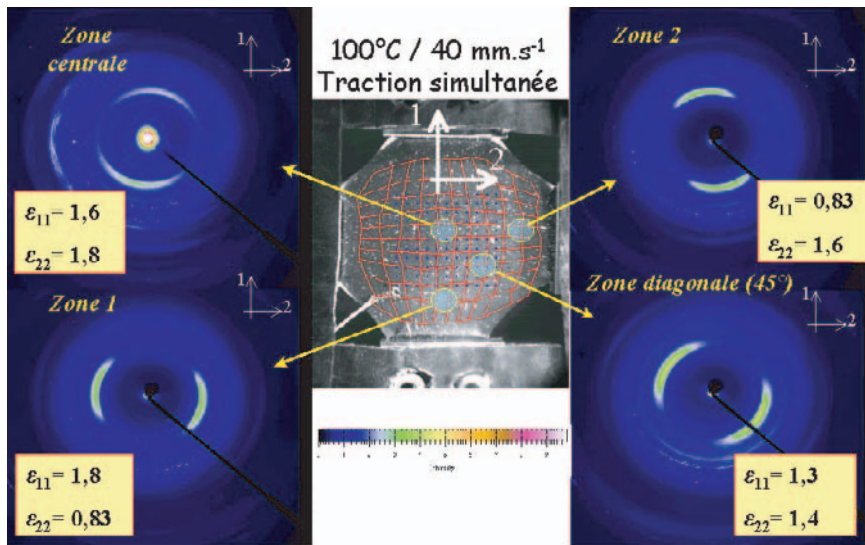 Zone
centrale
1
2
ε11= 1,6
ε22= 1,8
100°C / 40 mm.s-1
Traction simultanée
1
2
Zone 2
1
2
ε11= 0,83
ε22= 1,6
Zone 1
1
2
ε11= 1,8
ε22= 0,83
Zone diagonale (45°)
1
2
ε11= 1,3
ε22= 1,4